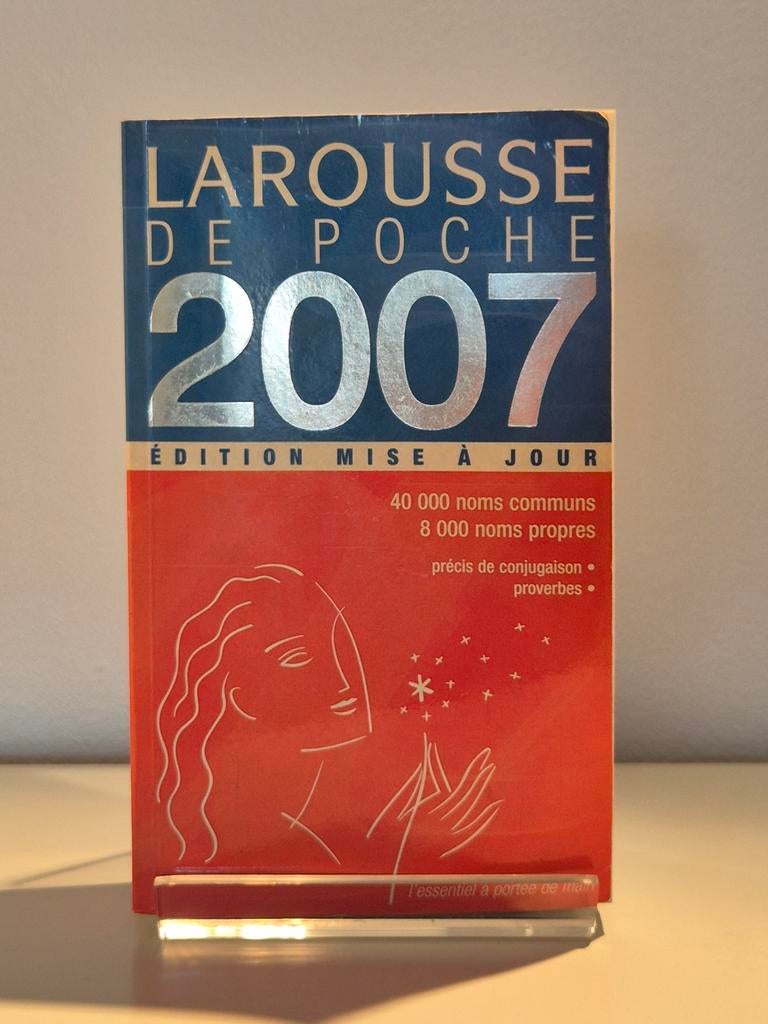 LAROUSSE
DE POCHE
2007
ÉDITION MISE À JOUR
40 000 noms communs
8 000 noms propres
précis de conjugaison •
proverbes •
l'essentiel à portée de main